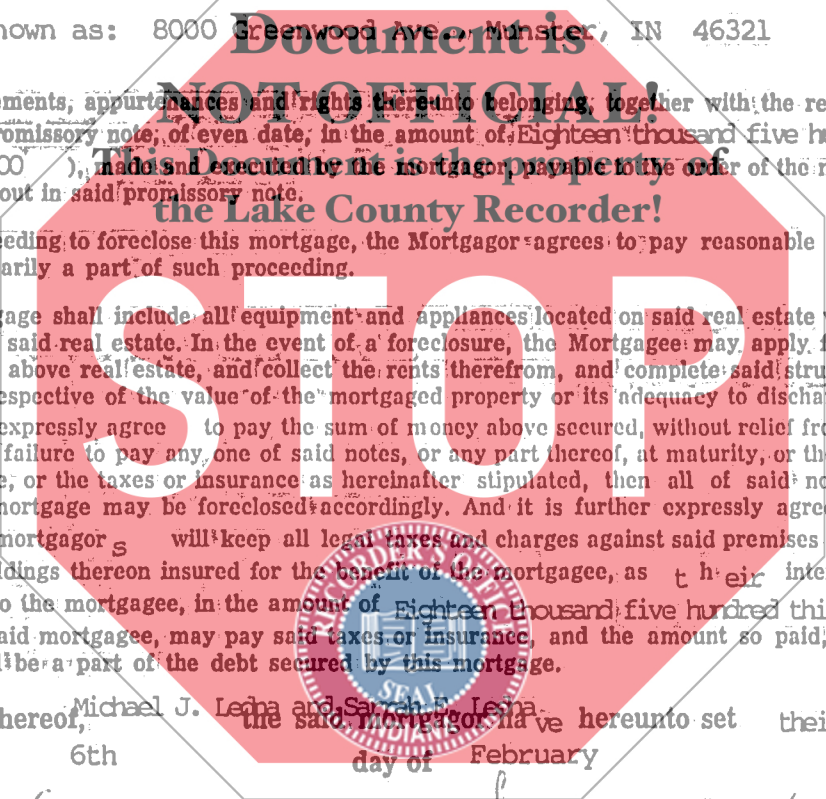 nown as: 8000 Greenwood Ave., Munster, IN 46321
Document is
NOT OFFICIAL!
This Document is the property of
the Lake County Recorder!
STOP
ements, appurtenances and rights thereunto belonging, together with the re
romissory note, of even date, in the amount of Eighteen thousand five h
00 ), made and executed by the mortgagor, payable to the order of the
out in said promissory note.
eeding to foreclose this mortgage, the Mortgagor agrees to pay reasonable
arily a part of such proceeding.
gage shall include all equipment and appliances located on said real estate
said real estate. In the event of a foreclosure, the Mortgagee may apply f
above real estate, and collect the rents therefrom, and complete said stru
espective of the value of the mortgaged property or its adequacy to discha
expressly agree to pay the sum of money above secured, without relief fro
failure to pay any one of said notes, or any part thereof, at maturity, or th
e, or the taxes or insurance as hereinafter stipulated, then all of said no
mortgage may be foreclosed accordingly. And it is further expressly agre
mortgagor s will keep all legal taxes and charges against said premises
ldings thereon insured for the benefit of the mortgagee, as their inte
o the mortgagee, in the amount of Eighteen thousand five hundred thi
aid mortgagee, may pay said taxes or insurance, and the amount so paid,
l be a part of the debt secured by this mortgage.
RECORDER'S OFFICE
SEAL
INDIANA
hereof, Michael J. and Sarah E. the said mortgagor have hereunto set thei
6th day of February